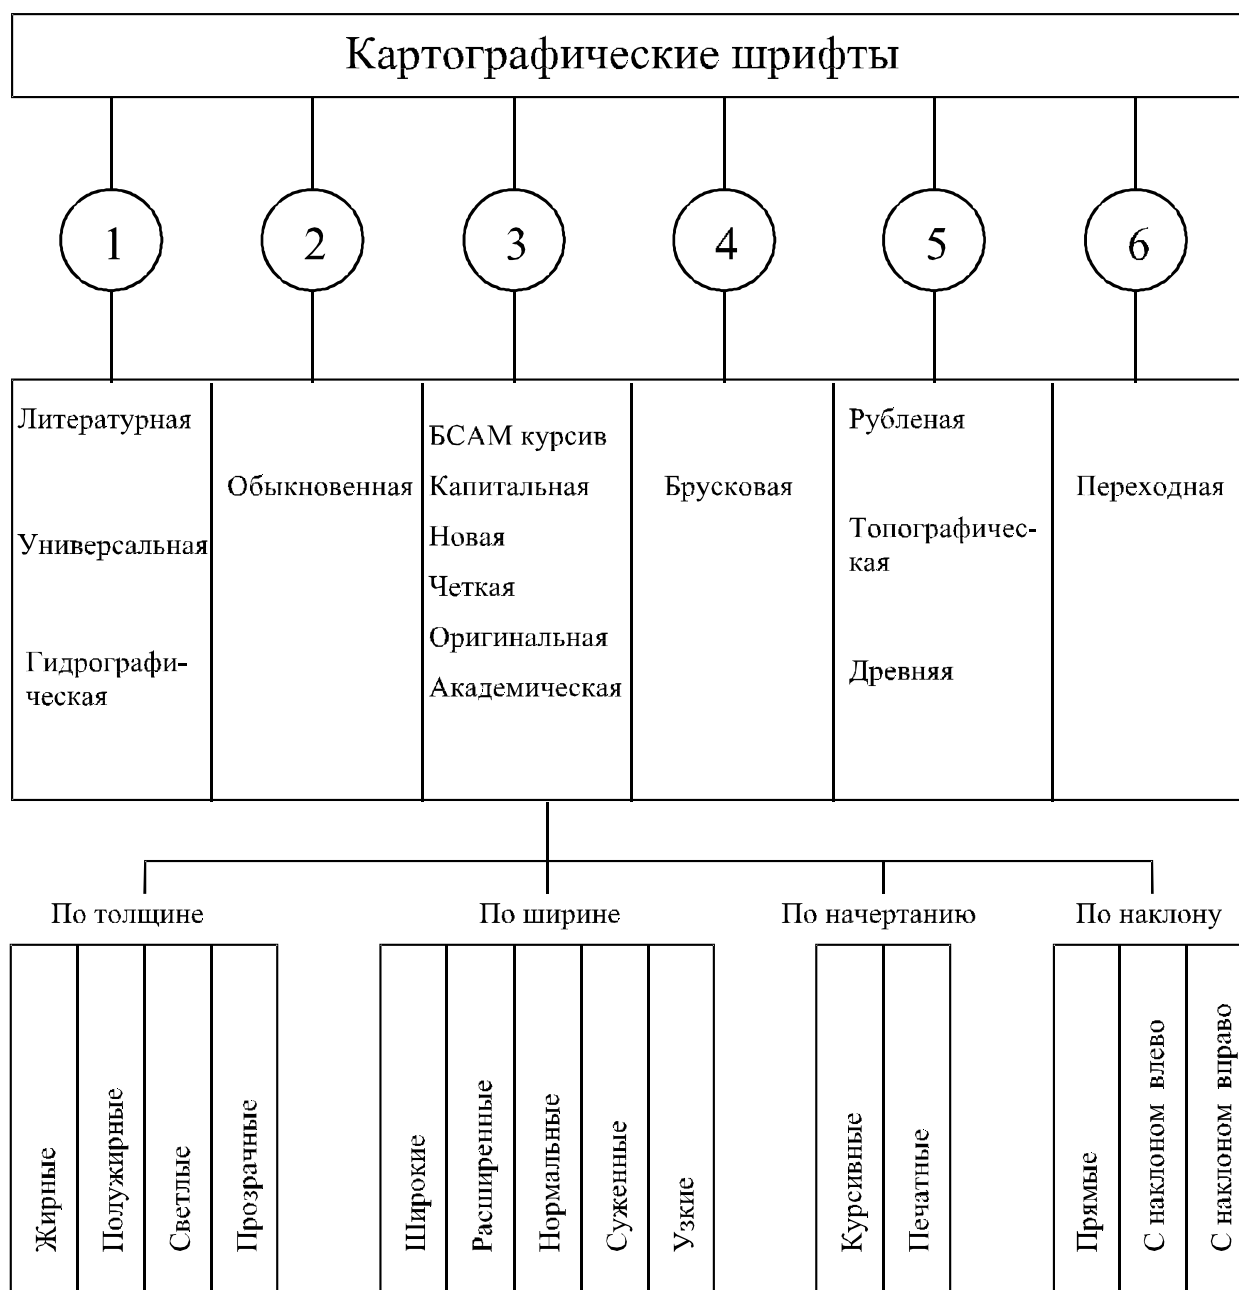 Картографические шрифты
1
2
3
4
5
6
Литературная
Универсальная
Гидрографи-
ческая
Обыкновенная
БСАМ курсив
Капитальная
Новая
Четкая
Оригинальная
Академическая
Брусковая
Рубленая
Топографичес-
кая
Древняя
Переходная
По толщине
Жирные
Полужирные
Светлые
Прозрачные
По ширине
Широкие
Расширенные
Нормальные
Суженные
Узкие
По начертанию
Курсивные
Печатные
По наклону
Прямые
С наклоном влево
С наклоном вправо